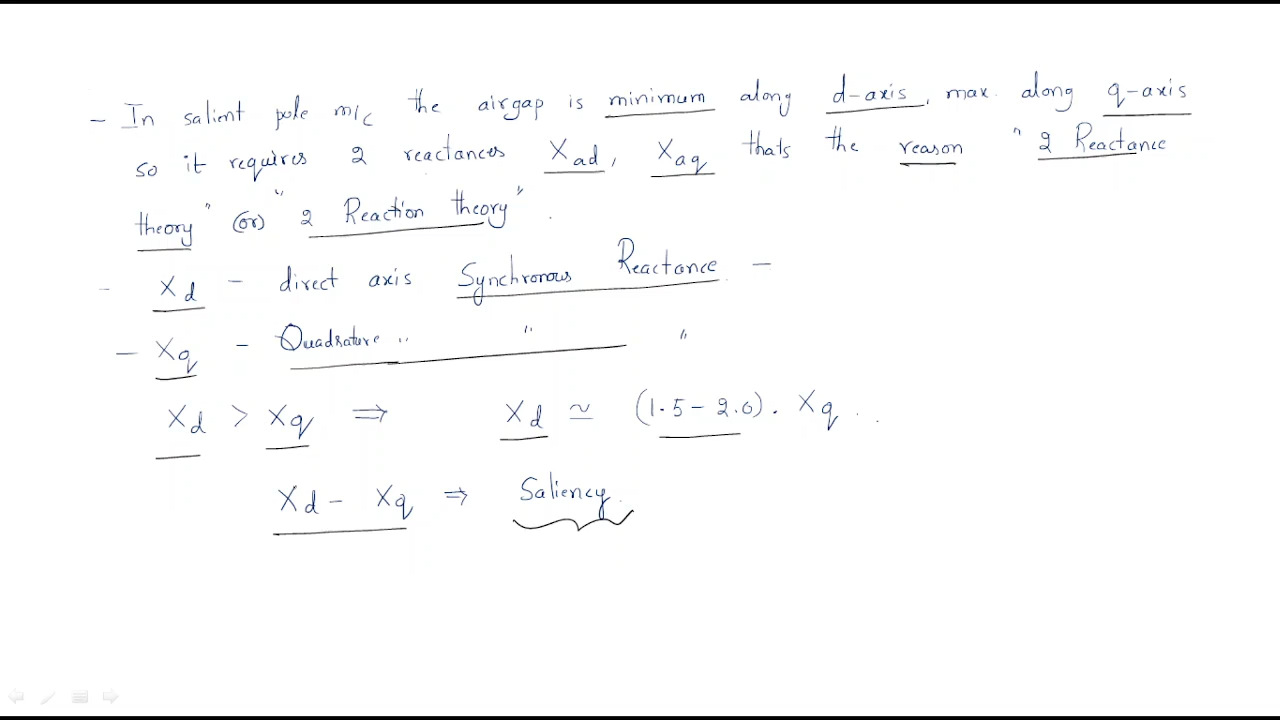 - In salient pole m/c the airgap is minimum along d-axis, max. along q-axis
so it requires 2 reactances Xad, Xaq thats the reason "2 Reactance
theory" (or) "2 Reaction theory".
- Xd - direct axis Synchronous Reactance -
- Xq - Quadrature " " "
Xd > Xq ⇒ Xd ≃ (1.5 - 2.0). Xq ..
Xd - Xq ⇒ Saliency.